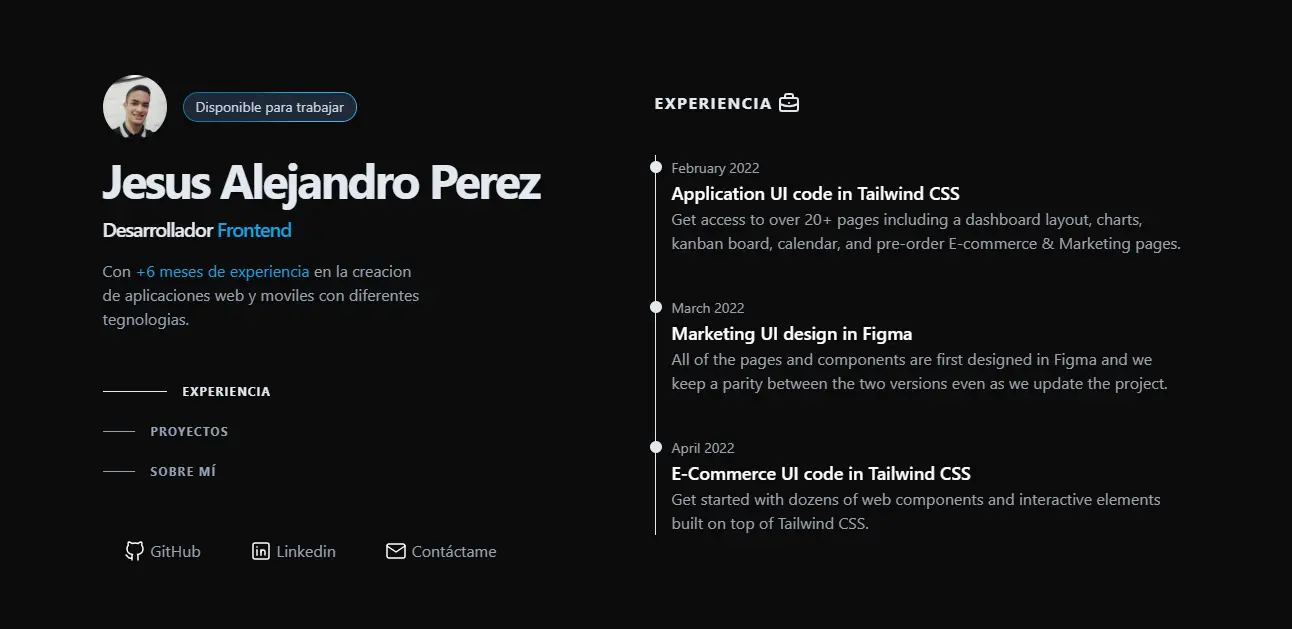 Disponible para trabajar
Jesus Alejandro Perez
Desarrollador Frontend
Con +6 meses de experiencia en la creacion
de aplicaciones web y moviles con diferentes
tegnologias.
EXPERIENCIA
PROYECTOS
SOBRE MÍ
GitHub
Linkedin
Contáctame
EXPERIENCIA
February 2022
Application UI code in Tailwind CSS
Get access to over 20+ pages including a dashboard layout, charts,
kanban board, calendar, and pre-order E-commerce & Marketing pages.
March 2022
Marketing UI design in Figma
All of the pages and components are first designed in Figma and we
keep a parity between the two versions even as we update the project.
April 2022
E-Commerce UI code in Tailwind CSS
Get started with dozens of web components and interactive elements
built on top of Tailwind CSS.